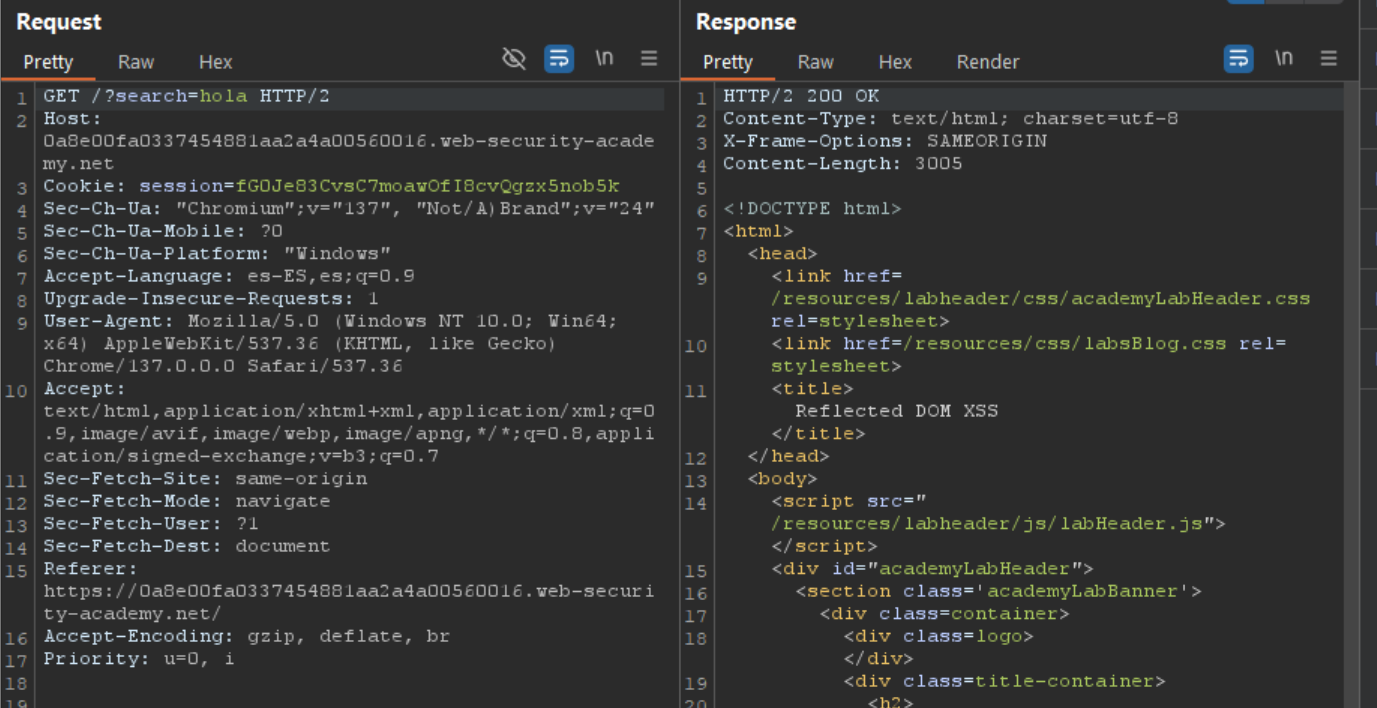 Request
Pretty Raw Hex \n
1 GET /?search=hola HTTP/2
2 Host:
0a8e00fa0337454881aa2a4a00560016.web-security-acade
my.net
3 Cookie: session=fGOJe83CvsC7moawOfI8cvQgzx5nob5k
4 Sec-Ch-Ua: "Chromium";v="137", "Not/A)Brand";v="24"
5 Sec-Ch-Ua-Mobile: ?0
6 Sec-Ch-Ua-Platform: "Windows"
7 Accept-Language: es-ES,es;q=0.9
8 Upgrade-Insecure-Requests: 1
9 User-Agent: Mozilla/5.0 (Windows NT 10.0; Win64;
x64) AppleWebKit/537.36 (KHTML, like Gecko)
Chrome/137.0.0.0 Safari/537.36
10 Accept:
text/html,application/xhtml+xml,application/xml;q=0
.9,image/avif,image/webp,image/apng,*/*;q=0.8,appli
cation/signed-exchange;v=b3;q=0.7
11 Sec-Fetch-Site: same-origin
12 Sec-Fetch-Mode: navigate
13 Sec-Fetch-User: ?1
14 Sec-Fetch-Dest: document
15 Referer:
https://0a8e00fa0337454881aa2a4a00560016.web-securi
ty-academy.net/
16 Accept-Encoding: gzip, deflate, br
17 Priority: u=0, i
18
19
Response
Pretty Raw Hex Render \n
1 HTTP/2 200 OK
2 Content-Type: text/html; charset=utf-8
3 X-Frame-Options: SAMEORIGIN
4 Content-Length: 3005
5
6 <!DOCTYPE html>
7 <html>
8 <head>
9 <link href=
/resources/labheader/css/academyLabHeader.css
rel=stylesheet>
10 <link href=/resources/css/labsBlog.css rel=
stylesheet>
11 <title>
Reflected DOM XSS
</title>
12 </head>
13 <body>
14 <script src="
/resources/labheader/js/labHeader.js">
</script>
15 <div id="academyLabHeader">
16 <section class='academyLabBanner'>
17 <div class=container>
18 <div class=logo>
</div>
19 <div class=title-container>
20 <h2>